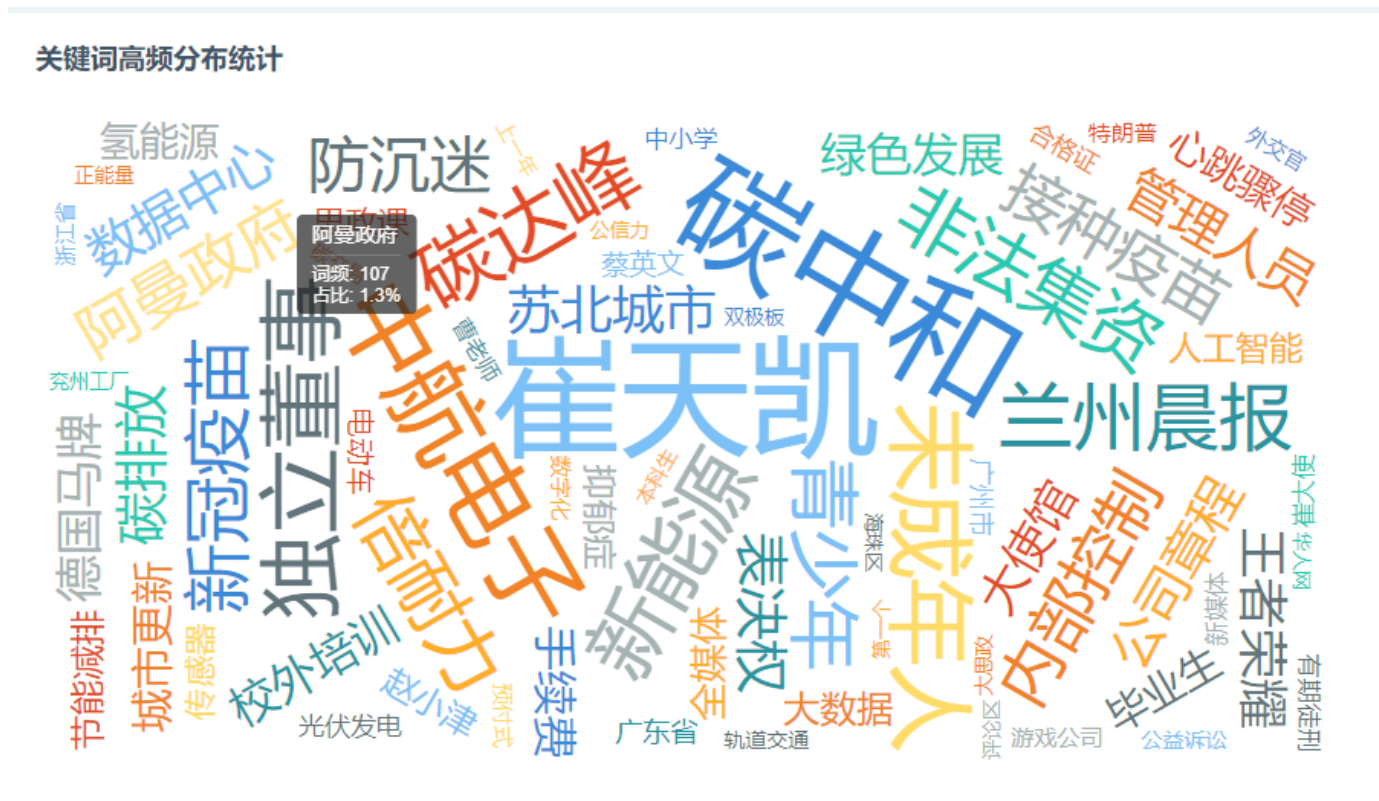 关键词高频分布统计
氢能源
防沉迷
上一年
中小学
绿色发展
合格证
特朗普
心跳骤停
外交官
正能量
数据中心
碳达峰
碳中和
接种疫苗
管理人员
浙江省
阿曼政府
思政课
阿曼政府
词频: 107
占比: 1.3%
公信力
蔡英文
非法集资
苏北城市
双极板
人工智能
曹老师
兖州工厂
碳排放
新冠疫苗
独立董事
中航电子
崔天凯
兰州晨报
德国马牌
电动车
倍耐力
数字化
抑郁症
本科生
新能源
青少年
未成年人
广州市
海珠区
大使馆
内部控制
公司章程
崔大使
华人网
王者荣耀
城市更新
节能减排
传感器
校外培训
赵小津
预付式
手续费
全媒体
表决权
第一个
大思政
新媒体
毕业生
有期徒刑
光伏发电
广东省
大数据
轨道交通
评论区
游戏公司
公益诉讼